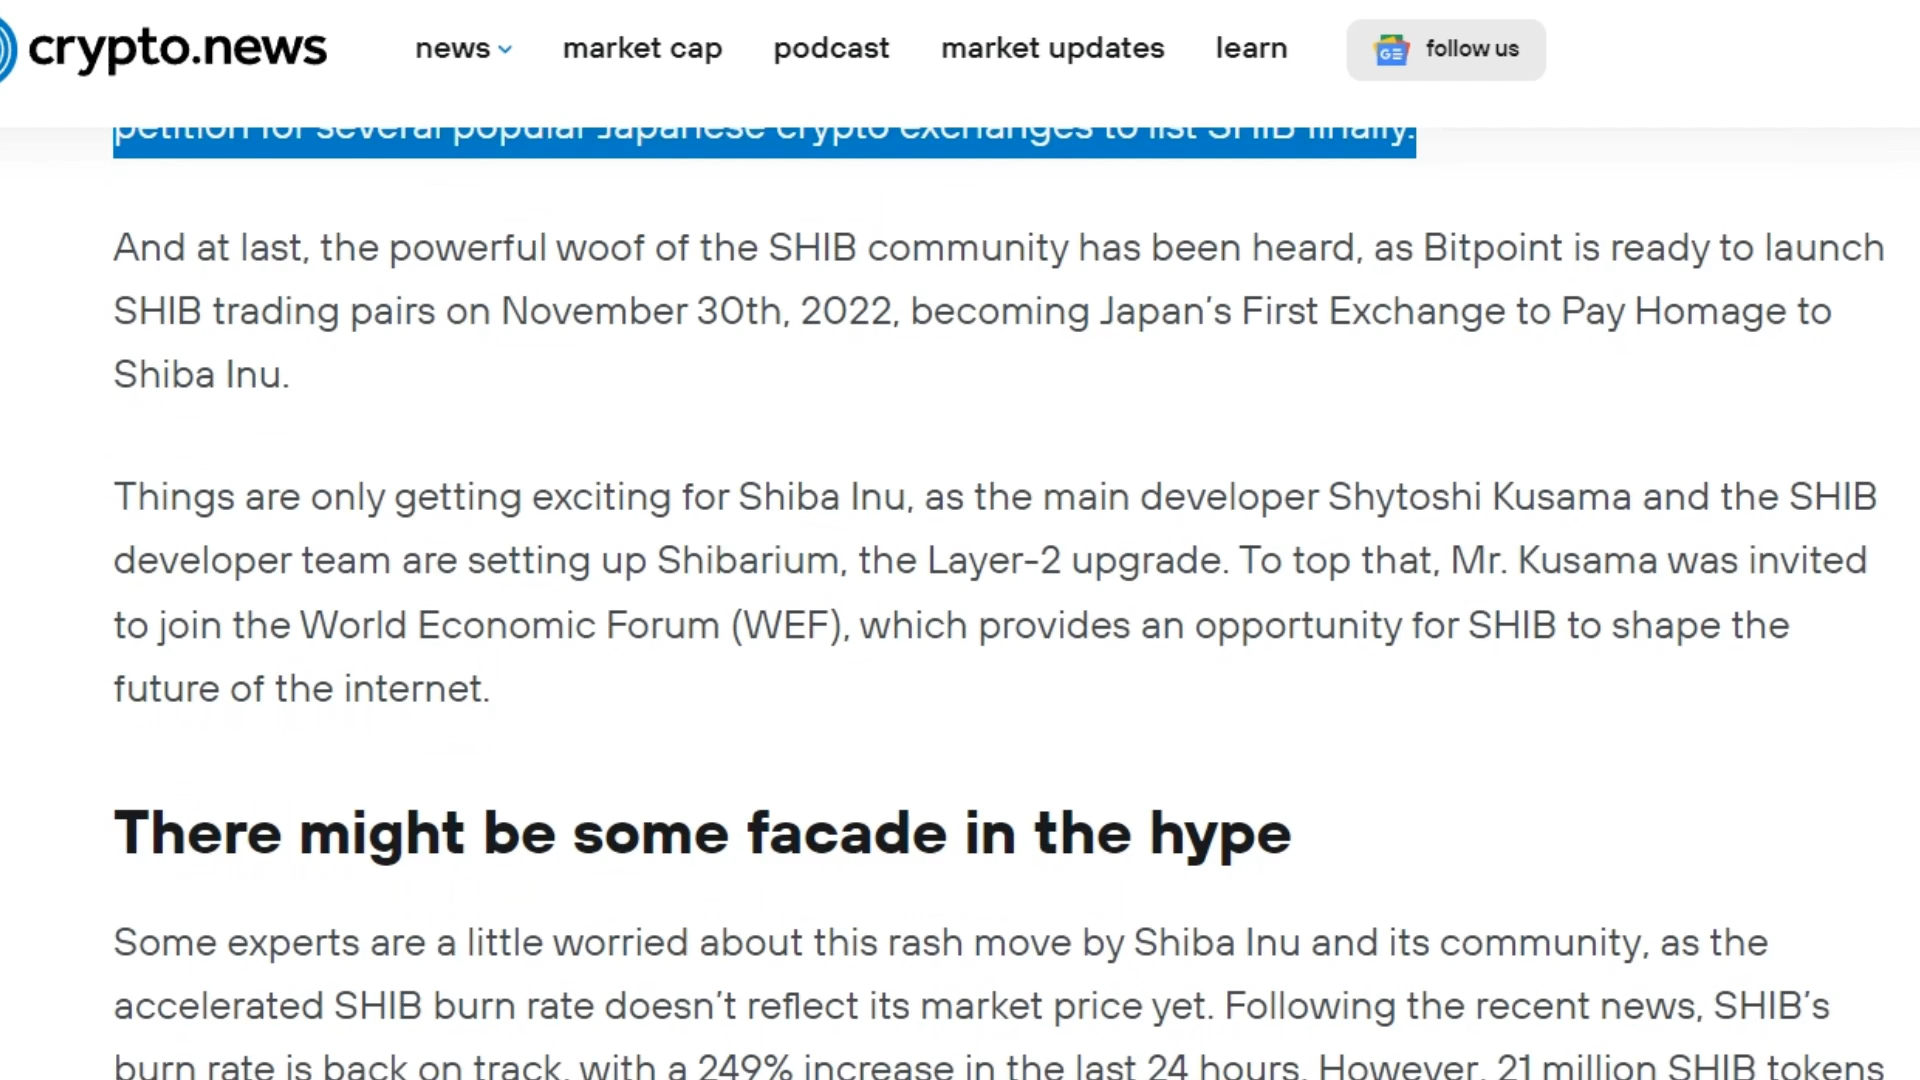 crypto.news
news
market cap
podcast
market updates
learn
follow us
petition for several popular Japanese crypto exchanges to list SHIB finally.
And at last, the powerful woof of the SHIB community has been heard, as Bitpoint is ready to launch
SHIB trading pairs on November 30th, 2022, becoming Japan’s First Exchange to Pay Homage to
Shiba Inu.
Things are only getting exciting for Shiba Inu, as the main developer Shytoshi Kusama and the SHIB
developer team are setting up Shibarium, the Layer-2 upgrade. To top that, Mr. Kusama was invited
to join the World Economic Forum (WEF), which provides an opportunity for SHIB to shape the
future of the internet.
There might be some facade in the hype
Some experts are a little worried about this rash move by Shiba Inu and its community, as the
accelerated SHIB burn rate doesn’t reflect its market price yet. Following the recent news, SHIB’s
burn rate is back on track, with a 249% increase in the last 24 hours. However, 21 million SHIB tokens